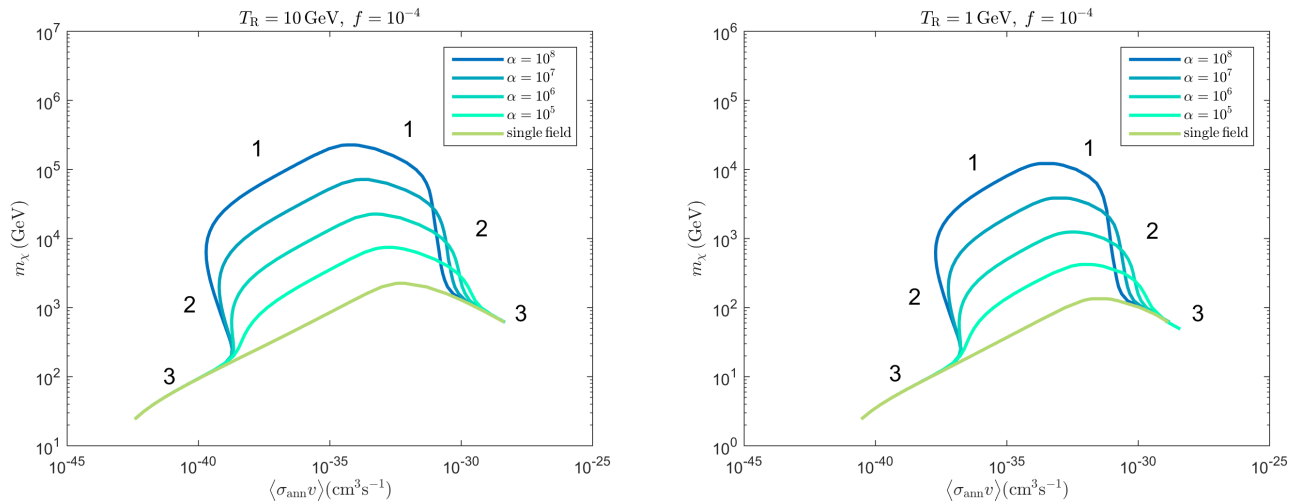 T_R = 10 GeV, f = 10^-4
10^7
10^6
10^5
10^4
10^3
10^2
10^1
m_χ (GeV)
α = 10^8
α = 10^7
α = 10^6
α = 10^5
single field
1
1
2
2
3
3
10^-45
10^-40
10^-35
10^-30
10^-25
⟨σ_ann v⟩(cm^3 s^-1)
T_R = 1 GeV, f = 10^-4
10^6
10^5
10^4
10^3
10^2
10^1
10^0
m_χ (GeV)
α = 10^8
α = 10^7
α = 10^6
α = 10^5
single field
1
1
2
2
3
3
10^-45
10^-40
10^-35
10^-30
10^-25
⟨σ_ann v⟩(cm^3 s^-1)